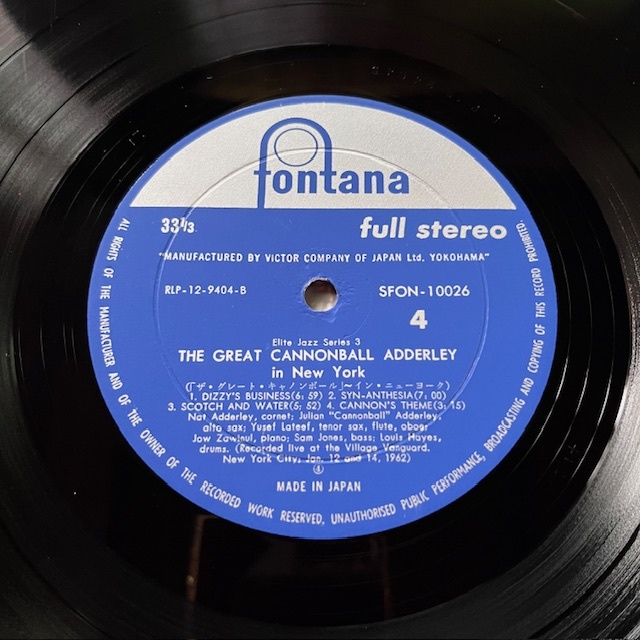 fontana
33 1/3
full stereo
"MANUFACTURED BY VICTOR COMPANY OF JAPAN Ltd. YOKOHAMA"
RLP-12-9404-B
SFON-10026
4
Elite Jazz Series 3
THE GREAT CANNONBALL ADDERLEY
in New York
(「ザ・グレート・キャノンボール」〜イン・ニューヨーク)
1. DIZZY'S BUSINESS(6; 59) 2. SYN-ANTHESIA(7; 00)
3. SCOTCH AND WATER(5; 52) 4. CANNON'S THEME(3; 15)
Nat Adderley, cornet; Julian "Cannonball" Adderley,
alto sax; Yusef Lateef, tenor sax, flute, oboe;
Jow Zawinul, piano; Sam Jones, bass; Louis Hayes,
drums. (Recorded live at the Village Vanguard.
New York City, Jan. 12 and 14, 1962)
MADE IN JAPAN
ALL RIGHTS OF THE MANUFACTURER AND OF THE OWNER OF THE RECORDED WORK RESERVED, UNAUTHORISED PUBLIC PERFORMANCE, BROADCASTING AND COPYING OF THIS RECORD PROHIBITED.